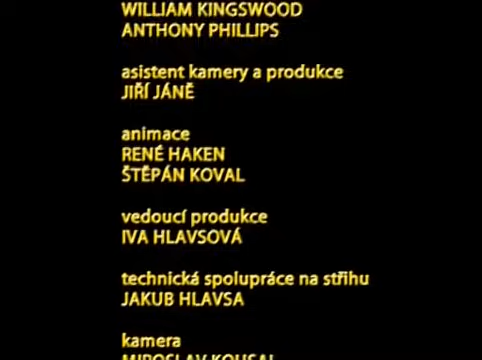 WILLIAM KINGSWOOD
ANTHONY PHILLIPS
asistent kamery a produkce
JIŘÍ JÁNĚ
animace
RENÉ HAKEN
ŠTĚPÁN KOVAL
vedoucí produkce
IVA HLAVSOVÁ
technická spolupráce na střihu
JAKUB HLAVSA
kamera
MIROSLAV